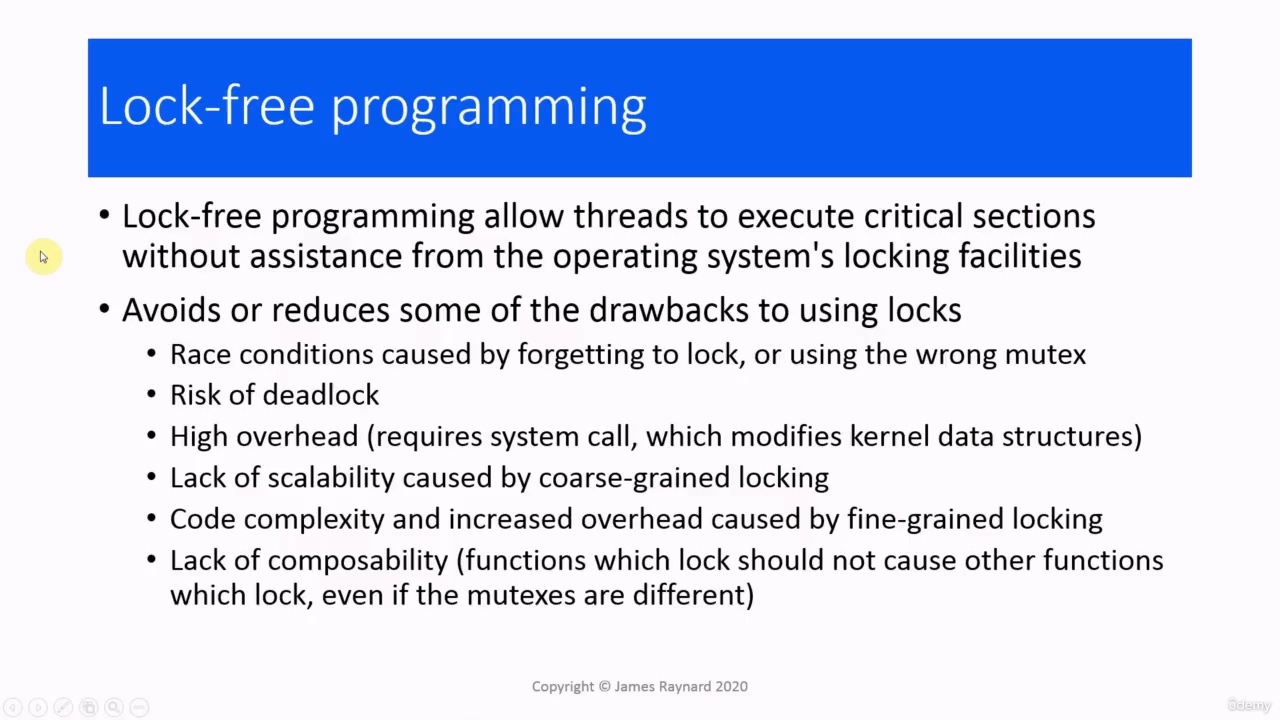 Lock-free programming
• Lock-free programming allow threads to execute critical sections
without assistance from the operating system's locking facilities
• Avoids or reduces some of the drawbacks to using locks
• Race conditions caused by forgetting to lock, or using the wrong mutex
• Risk of deadlock
• High overhead (requires system call, which modifies kernel data structures)
• Lack of scalability caused by coarse-grained locking
• Code complexity and increased overhead caused by fine-grained locking
• Lack of composability (functions which lock should not cause other functions
which lock, even if the mutexes are different)
Copyright © James Raynard 2020
ûdemy